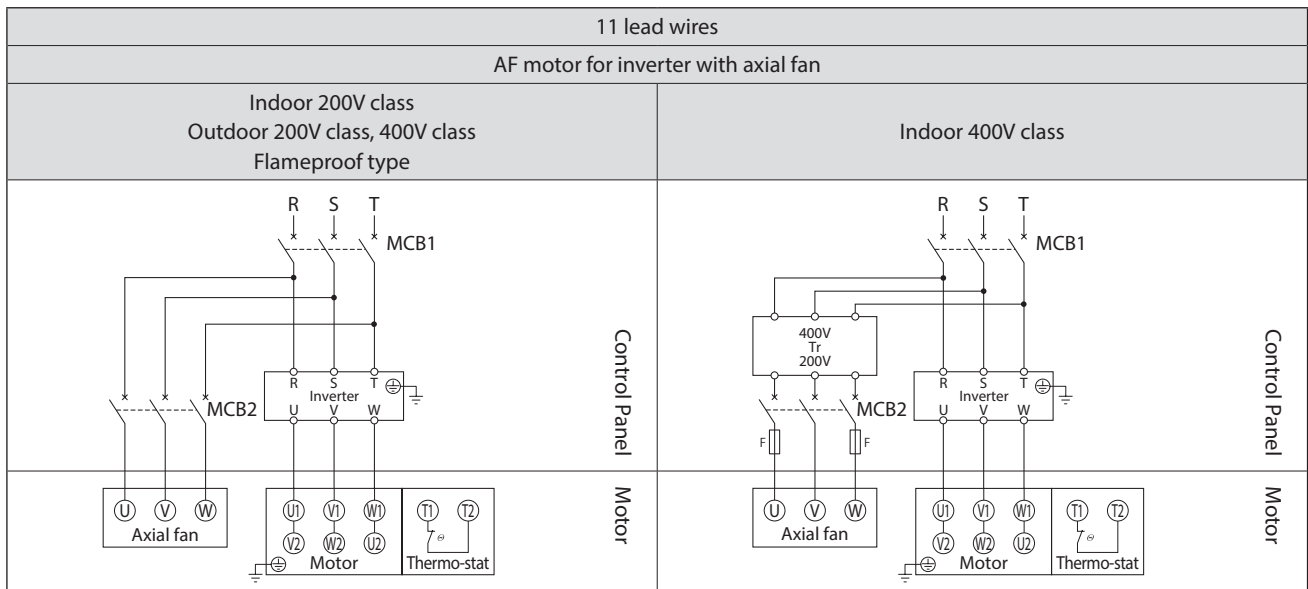 11 lead wires
AF motor for inverter with axial fan
Indoor 200V class
Outdoor 200V class, 400V class
Flameproof type
Indoor 400V class
R S T
MCB1
R S T
Inverter
U V W
MCB2
Control Panel
U V W
Axial fan
U1 V1 W1
V2 W2 U2
Motor
T1 T2
Θ
Thermo-stat
Motor
R S T
MCB1
400V
Tr
200V
R S T
Inverter
U V W
MCB2
F F
Control Panel
U V W
Axial fan
U1 V1 W1
V2 W2 U2
Motor
T1 T2
Θ
Thermo-stat
Motor